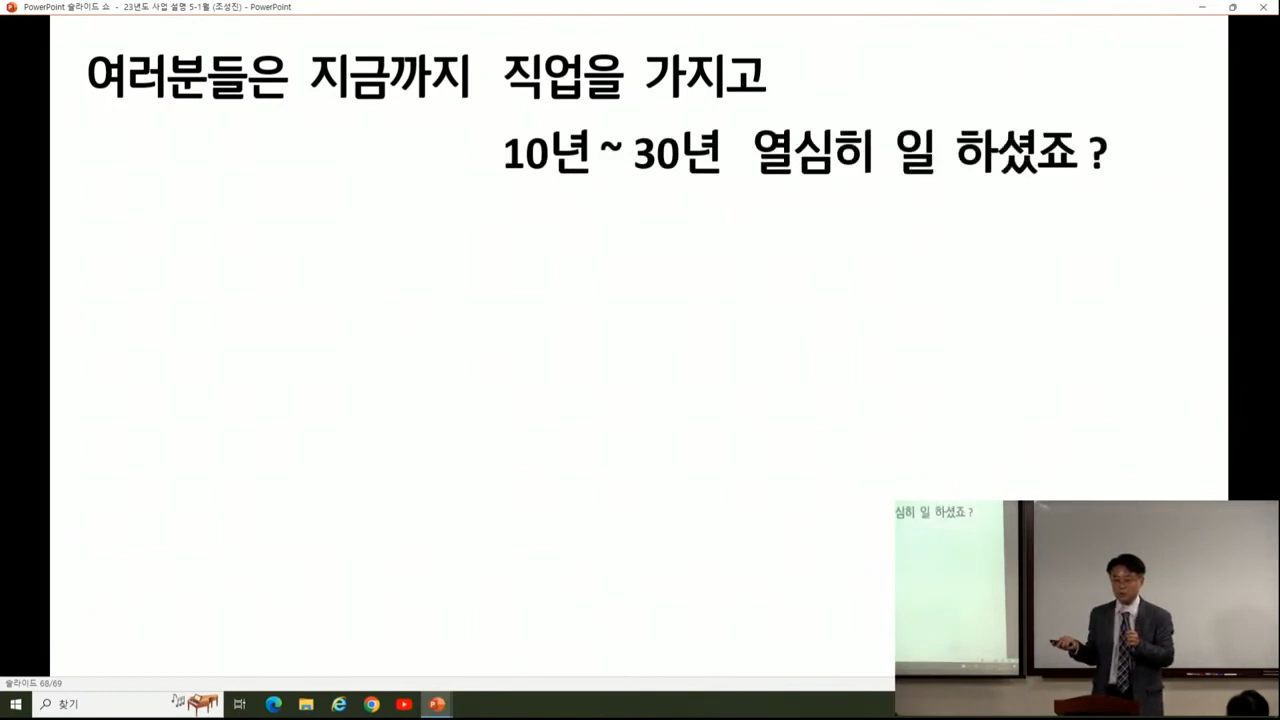 PowerPoint 슬라이드 쇼 - 23년도 사업 설명 5-1월 (조성진) - PowerPoint
여러분들은 지금까지 직업을 가지고
10년 ~ 30년 열심히 일 하셨죠 ?
심히 일 하셨죠 ?
슬라이드 68/69
찾기